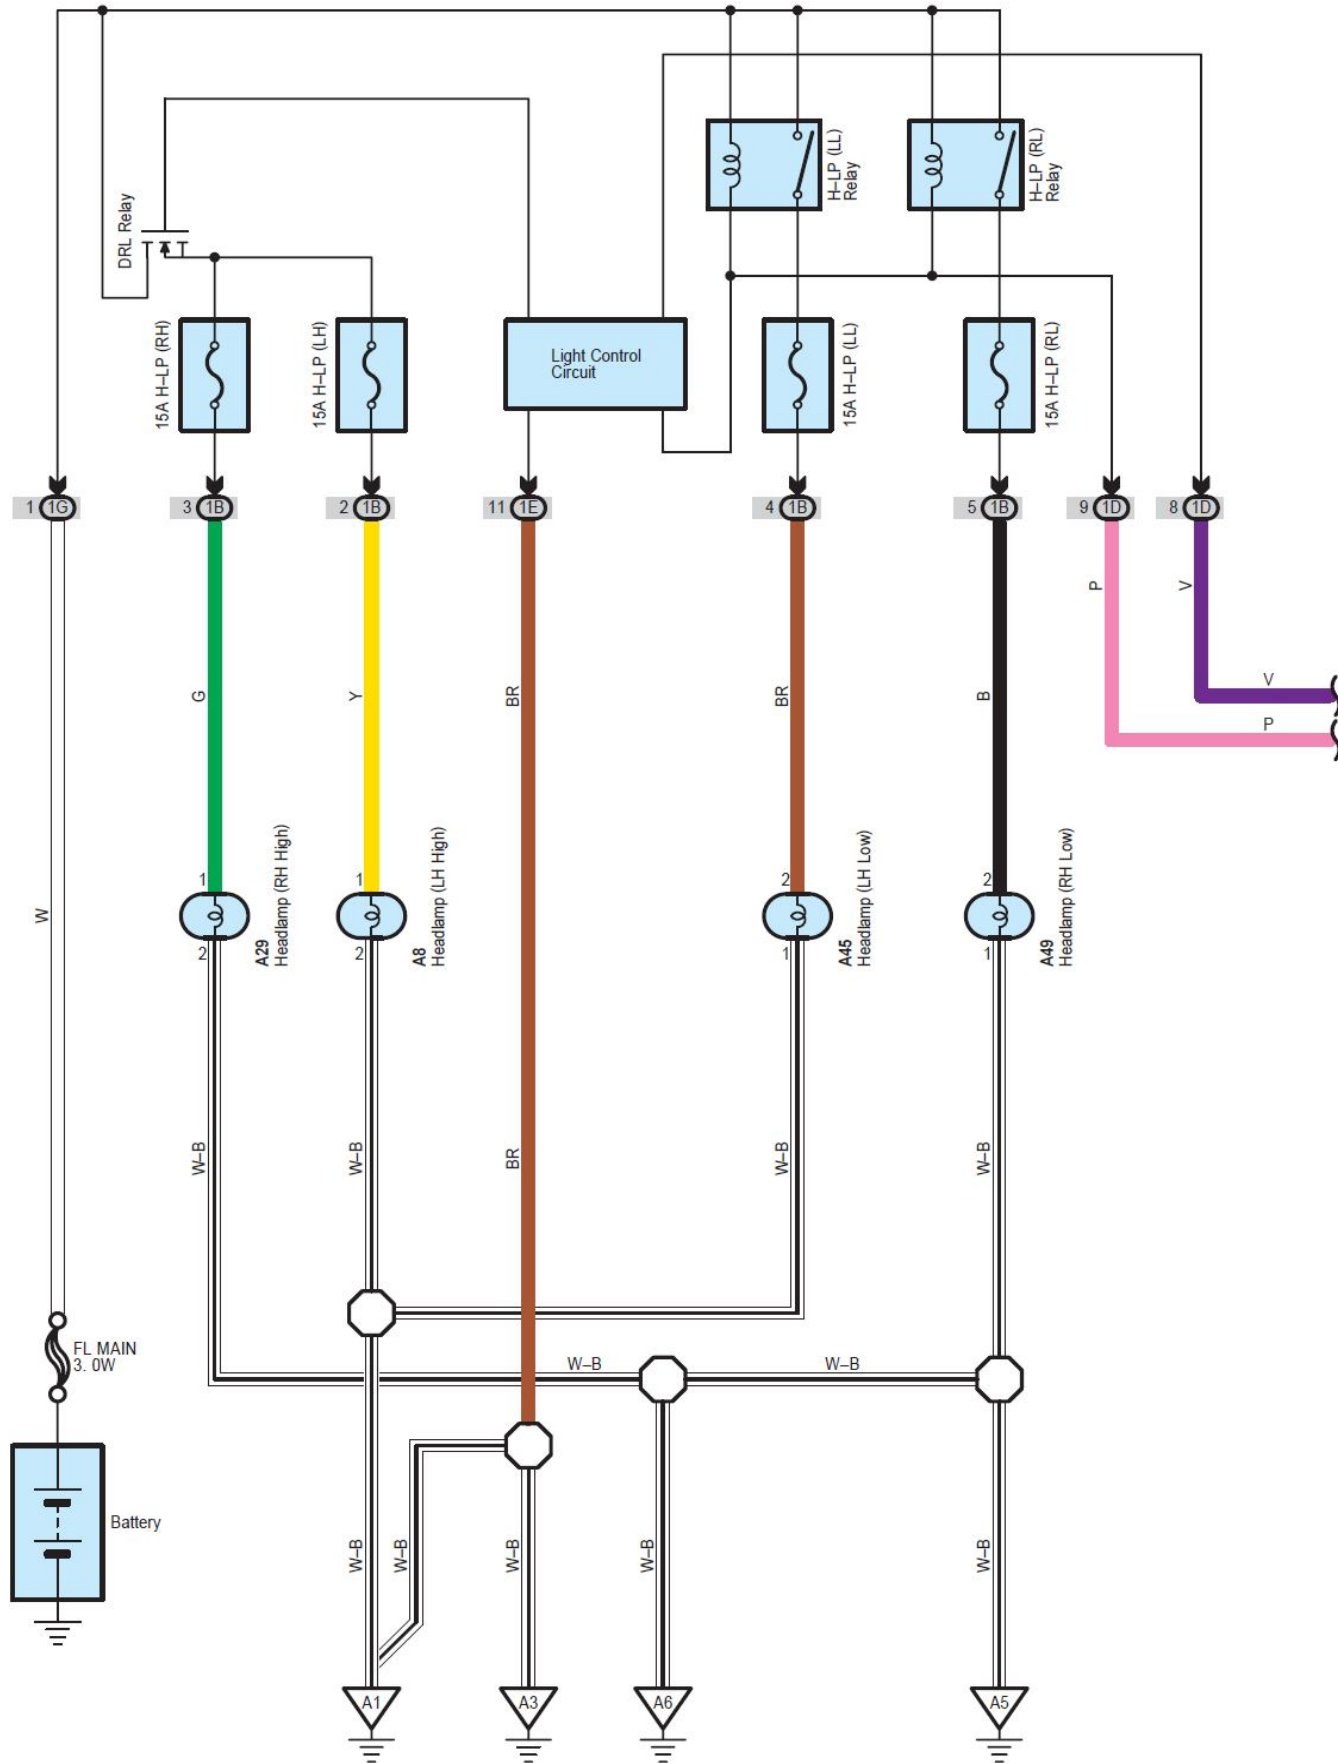 DRL Relay
H–LP (LL)
Relay
H–LP (RL)
Relay
15A H–LP (RH)
15A H–LP (LH)
Light Control
Circuit
15A H–LP (LL)
15A H–LP (RL)
1 1G
3 1B
2 1B
11 1E
4 1B
5 1B
9 1D
8 1D
P
V
G
Y
BR
BR
B
V
P
W
1
1
2
2
A29
Headlamp (RH High)
A8
Headlamp (LH High)
A45
Headlamp (LH Low)
A49
Headlamp (RH Low)
2
2
1
1
W–B
W–B
BR
W–B
W–B
FL MAIN
3. 0W
W–B
W–B
Battery
W–B
W–B
W–B
W–B
W–B
A1
A3
A6
A5